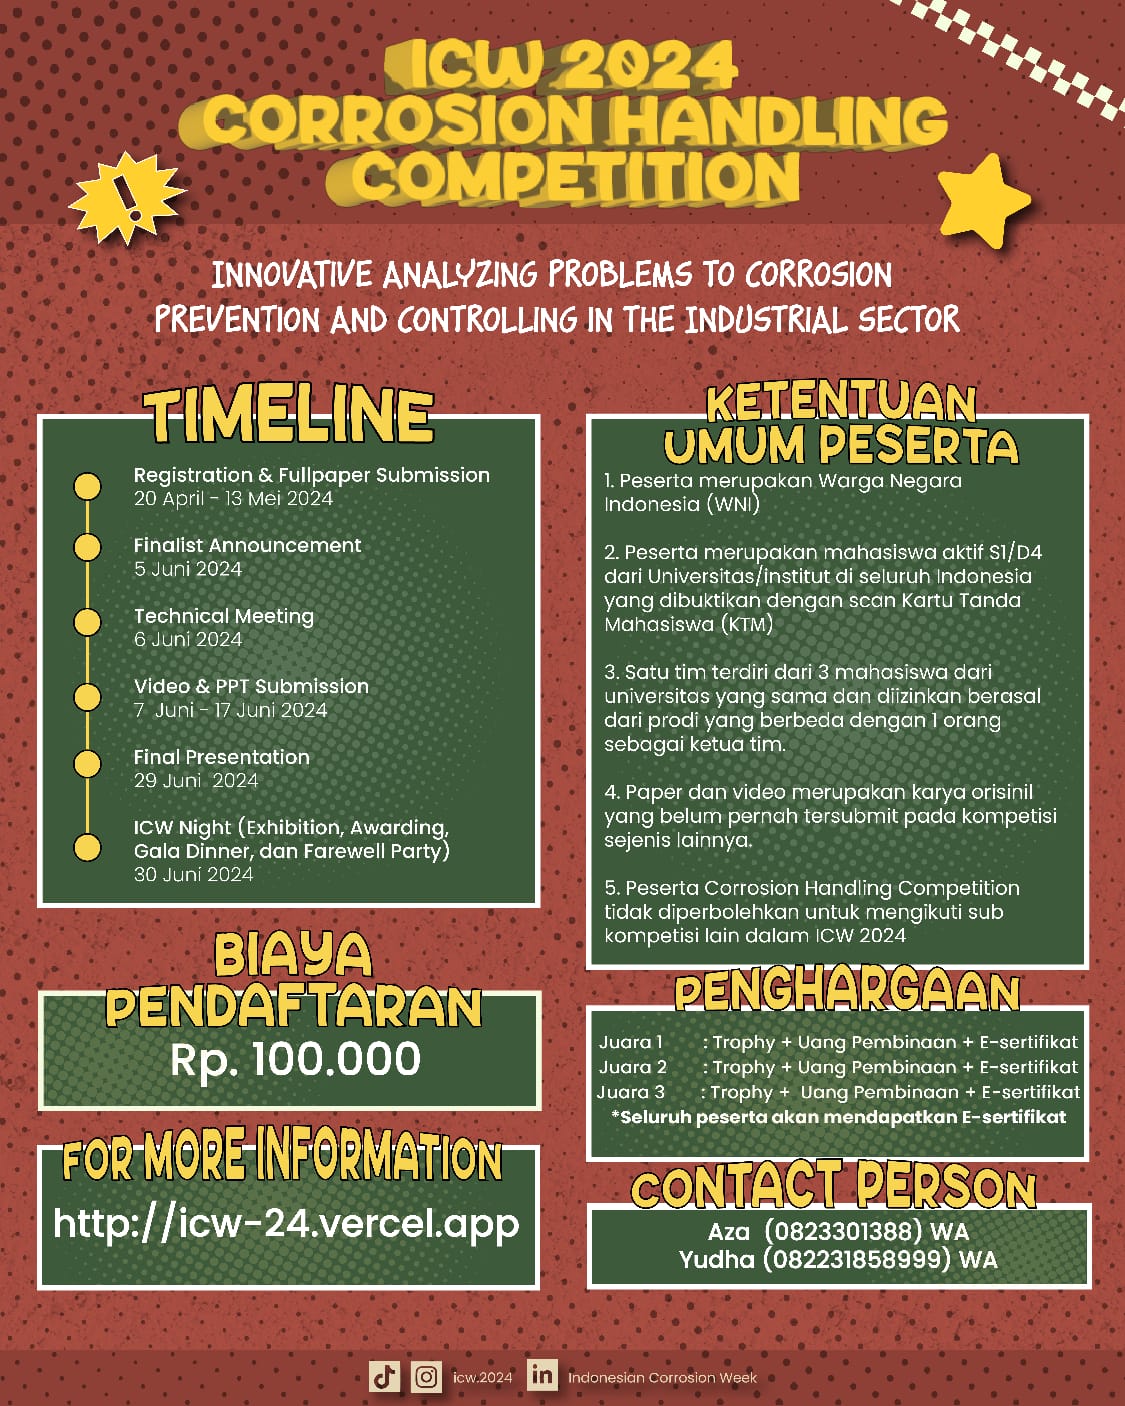 ICW 2024
CORROSION HANDLING
COMPETITION
INNOVATIVE ANALYZING PROBLEMS TO CORROSION
PREVENTION AND CONTROLLING IN THE INDUSTRIAL SECTOR
TIMELINE
Registration & Fullpaper Submission
20 April - 13 Mei 2024
Finalist Announcement
5 Juni 2024
Technical Meeting
6 Juni 2024
Video & PPT Submission
7 Juni - 17 Juni 2024
Final Presentation
29 Juni 2024
ICW Night (Exhibition, Awarding,
Gala Dinner, dan Farewell Party)
30 Juni 2024
BIAYA
PENDAFTARAN
Rp. 100.000
FOR MORE INFORMATION
http://icw-24.vercel.app
KETENTUAN
UMUM PESERTA
1. Peserta merupakan Warga Negara
Indonesia (WNI)
2. Peserta merupakan mahasiswa aktif S1/D4
dari Universitas/institut di seluruh Indonesia
yang dibuktikan dengan scan Kartu Tanda
Mahasiswa (KTM)
3. Satu tim terdiri dari 3 mahasiswa dari
universitas yang sama dan diizinkan berasal
dari prodi yang berbeda dengan 1 orang
sebagai ketua tim.
4. Paper dan video merupakan karya orisinil
yang belum pernah tersubmit pada kompetisi
sejenis lainnya.
5. Peserta Corrosion Handling Competition
tidak diperbolehkan untuk mengikuti sub
kompetisi lain dalam ICW 2024
PENGHARGAAN
Juara 1 : Trophy + Uang Pembinaan + E-sertifikat
Juara 2 : Trophy + Uang Pembinaan + E-sertifikat
Juara 3 : Trophy + Uang Pembinaan + E-sertifikat
*Seluruh peserta akan mendapatkan E-sertifikat
CONTACT PERSON
Aza (0823301388) WA
Yudha (082231858999) WA
icw.2024 in Indonesian Corrosion Week